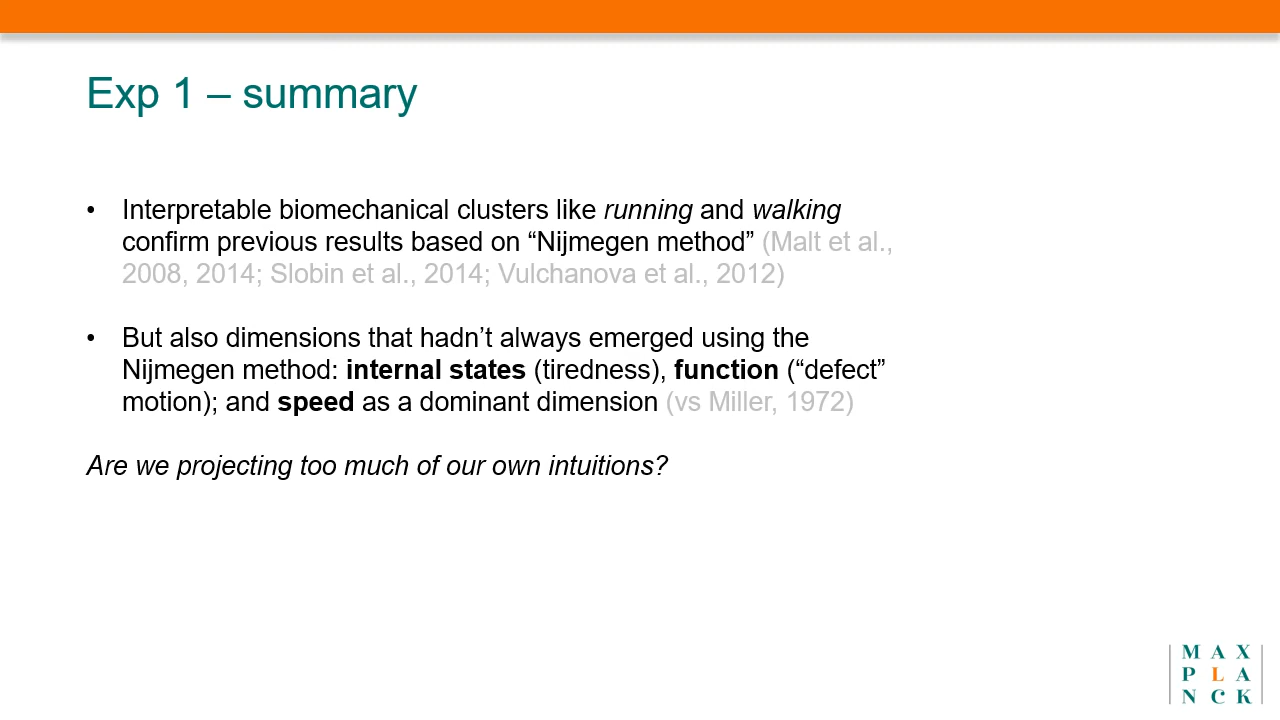 Exp 1 – summary
• Interpretable biomechanical clusters like running and walking
confirm previous results based on “Nijmegen method” (Malt et al.,
2008, 2014; Slobin et al., 2014; Vulchanova et al., 2012)
• But also dimensions that hadn’t always emerged using the
Nijmegen method: internal states (tiredness), function (“defect”
motion); and speed as a dominant dimension (vs Miller, 1972)
Are we projecting too much of our own intuitions?
M A X
P L A
N C K